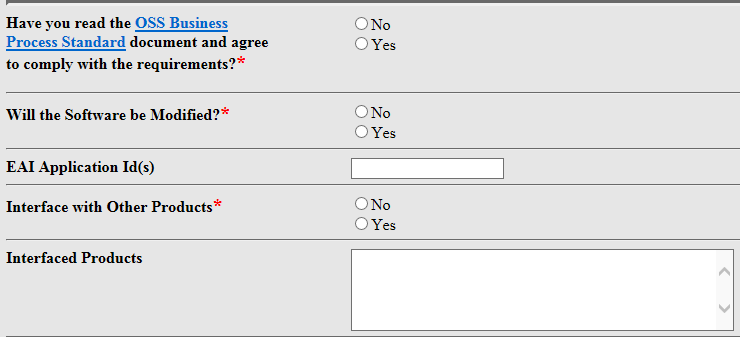 Have you read the OSS Business
Process Standard document and agree
to comply with the requirements?*
No
Yes
Will the Software be Modified?*
No
Yes
EAI Application Id(s)
Interface with Other Products*
No
Yes
Interfaced Products